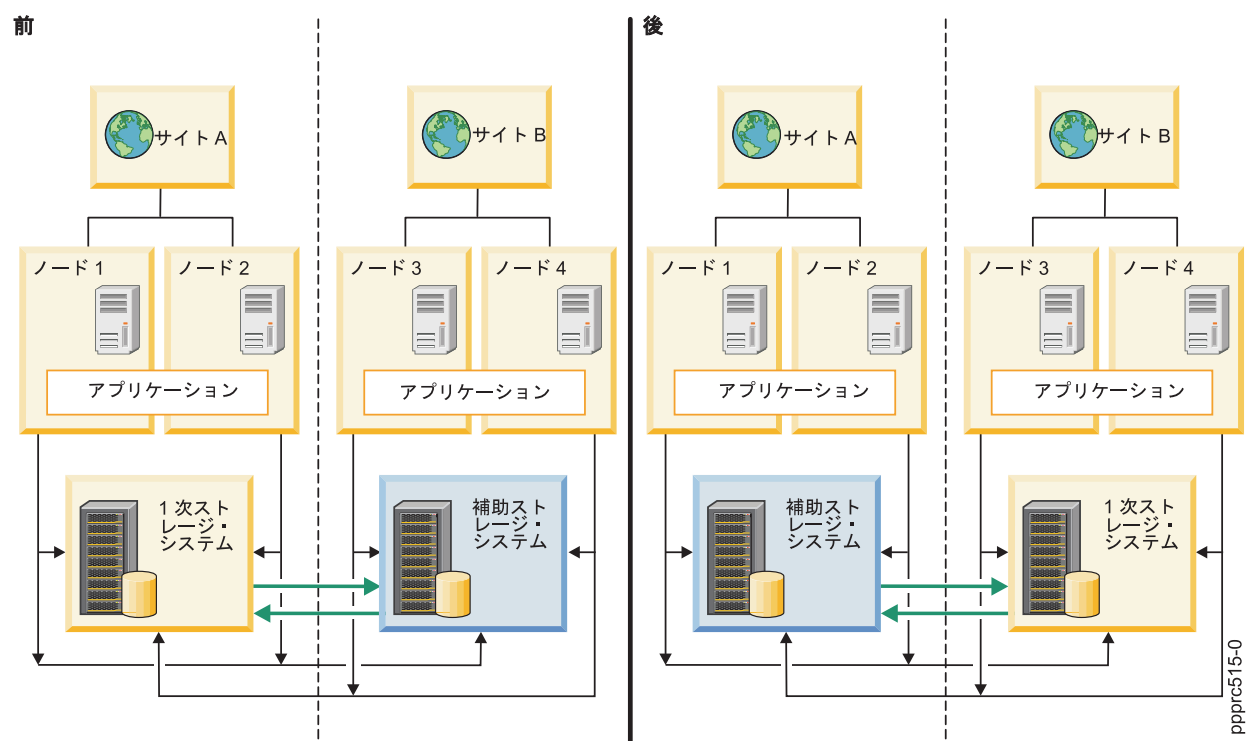 前
サイト A
サイト B
ノード 1
ノード 2
ノード 3
ノード 4
アプリケーション
アプリケーション
1 次スト
レージ・
システム
補助スト
レージ・
システム
後
サイト A
サイト B
ノード 1
ノード 2
ノード 3
ノード 4
アプリケーション
アプリケーション
補助スト
レージ・
システム
1 次スト
レージ・
システム
ppprc515-0